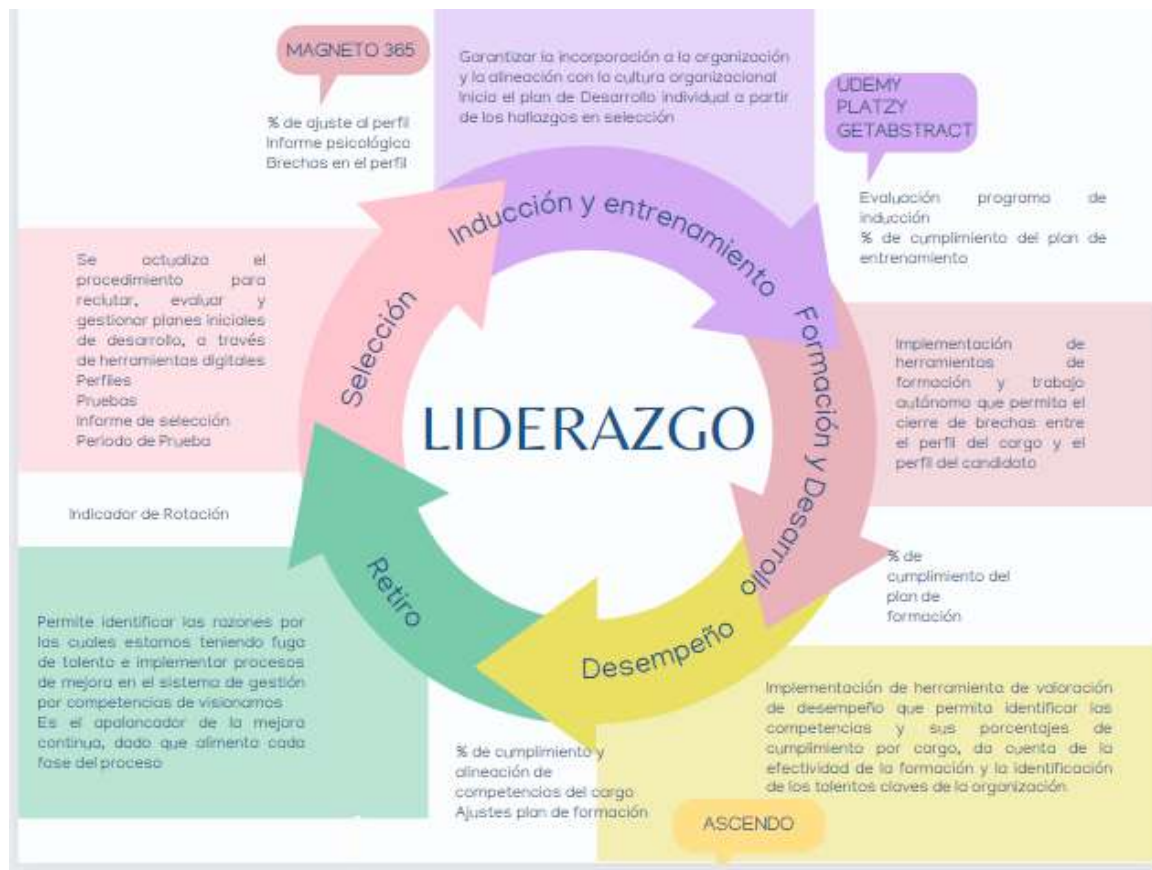 MAGNETO 365
% de ajuste al perfil
Informe psicológico
Brechas en el perfil
Garantizar la incorporación a la organización
y la alineación con la cultura organizacional
Inicia el plan de Desarrollo individual a partir
de los hallazgos en selección
UDEMY
PLATZY
GETABSTRACT
Evaluación programa de
inducción
% de cumplimiento del plan de
entrenamiento
Inducción y entrenamiento
Se actualiza el
procedimiento para
reclutar, evaluar y
gestionar planes iniciales
de desarrollo, a través
de herramientas digitales
Perfiles
Pruebas
Informe de selección
Periodo de Prueba
Selección
LIDERAZGO
Formación y Desarrollo
Implementación de
herramientas de
formación y trabajo
autónomo que permita el
cierre de brechas entre
el perfil del cargo y el
perfil del candidato
Indicador de Rotación
% de
cumplimiento del
plan de
formación
Retiro
Desempeño
Permite identificar las razones por
las cuales estamos teniendo fuga
de talento e implementar procesos
de mejora en el sistema de gestión
por competencias de visionamos
Es el apalancador de la mejora
continua, dado que alimenta cada
fase del proceso
% de cumplimiento y
alineación de
competencias del cargo
Ajustes plan de formación
Implementación de herramienta de valoración
de desempeño que permita identificar las
competencias y sus porcentajes de
cumplimiento por cargo, da cuenta de la
efectividad de la formación y la identificación
de los talentos claves de la organización
ASCENDO